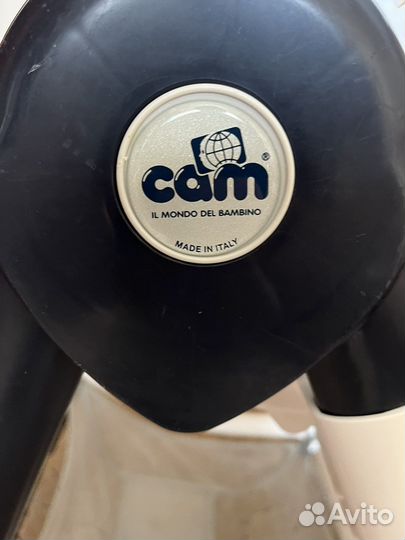 cam®
IL MONDO DEL BAMBINO
MADE IN ITALY
Avito